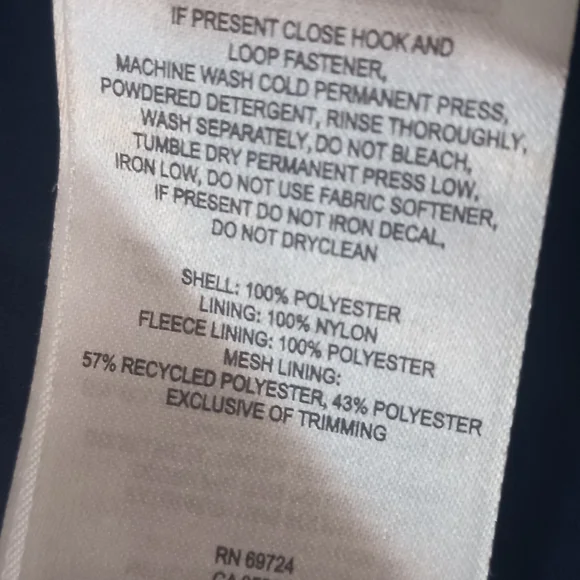 IF PRESENT CLOSE HOOK AND
LOOP FASTENER,
MACHINE WASH COLD PERMANENT PRESS,
POWDERED DETERGENT, RINSE THOROUGHLY,
WASH SEPARATELY, DO NOT BLEACH,
TUMBLE DRY PERMANENT PRESS LOW,
IRON LOW, DO NOT USE FABRIC SOFTENER,
IF PRESENT DO NOT IRON DECAL,
DO NOT DRYCLEAN
SHELL: 100% POLYESTER
LINING: 100% NYLON
FLEECE LINING: 100% POLYESTER
MESH LINING:
57% RECYCLED POLYESTER, 43% POLYESTER
EXCLUSIVE OF TRIMMING
RN 69724
CA